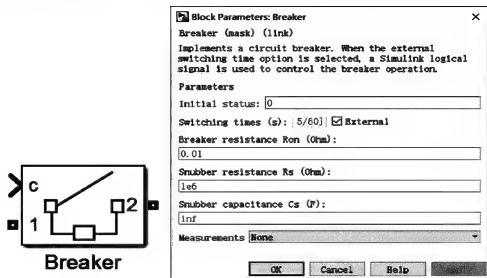 Block Parameters: Breaker
Breaker (mask) (link)
Implements a circuit breaker. When the external
switching time option is selected, a Simulink logical
signal is used to control the breaker operation.
Parameters
Initial status: 0
Switching times (s): 5/60] External
Breaker resistance Ron (Ohm):
0.01
Snubber resistance Rs (Ohm):
1e6
Snubber capacitance Cs (F):
inf
Measurements None
OK Cancel Help
c
1 2
Breaker